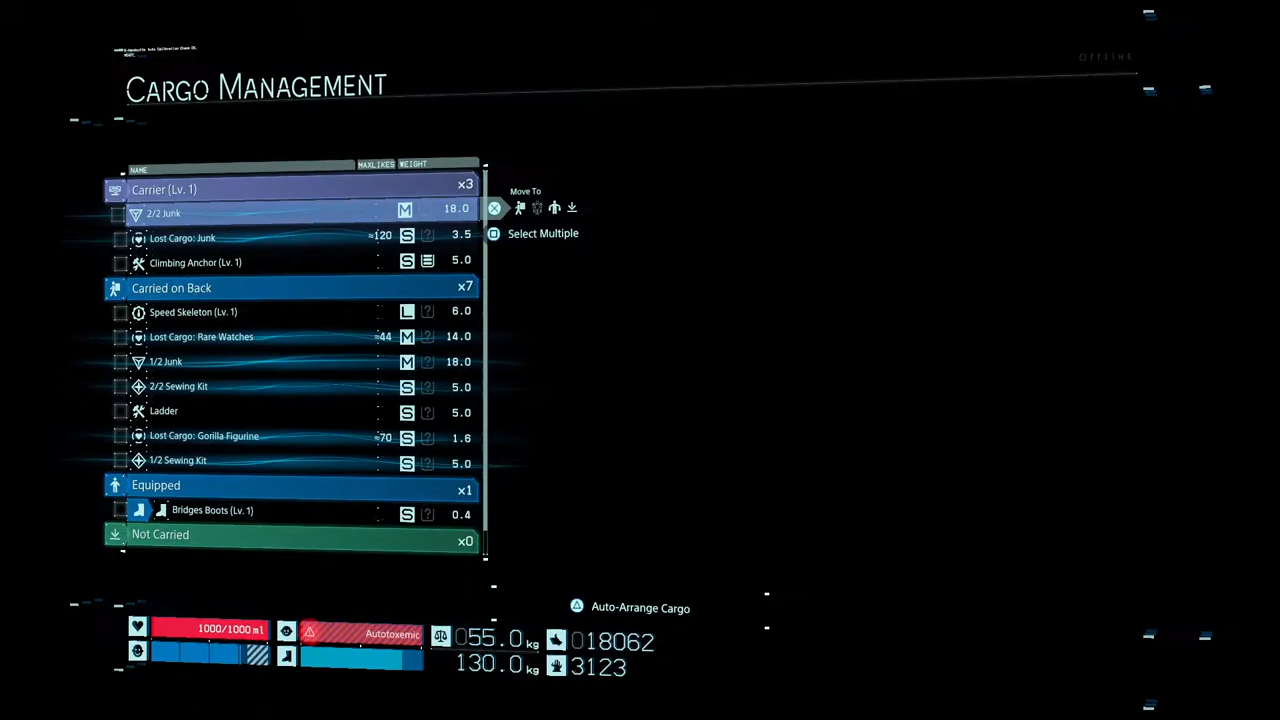 Offline
CARGO MANAGEMENT
NAME MAXLIKES WEIGHT
Carrier (Lv. 1) x3
2/2 Junk M 18.0
Lost Cargo: Junk ≈120 S 3.5
Climbing Anchor (Lv. 1) S 5.0
Carried on Back x7
Speed Skeleton (Lv. 1) L 6.0
Lost Cargo: Rare Watches ≈44 M 14.0
1/2 Junk M 18.0
2/2 Sewing Kit S 5.0
Ladder S 5.0
Lost Cargo: Gorilla Figurine ≈70 S 1.6
1/2 Sewing Kit S 5.0
Equipped x1
Bridges Boots (Lv. 1) S 0.4
Not Carried x0
Move To
Select Multiple
Auto-Arrange Cargo
1000/1000 ml
Autotoxemic
055.0 kg
130.0 kg
018062
3123